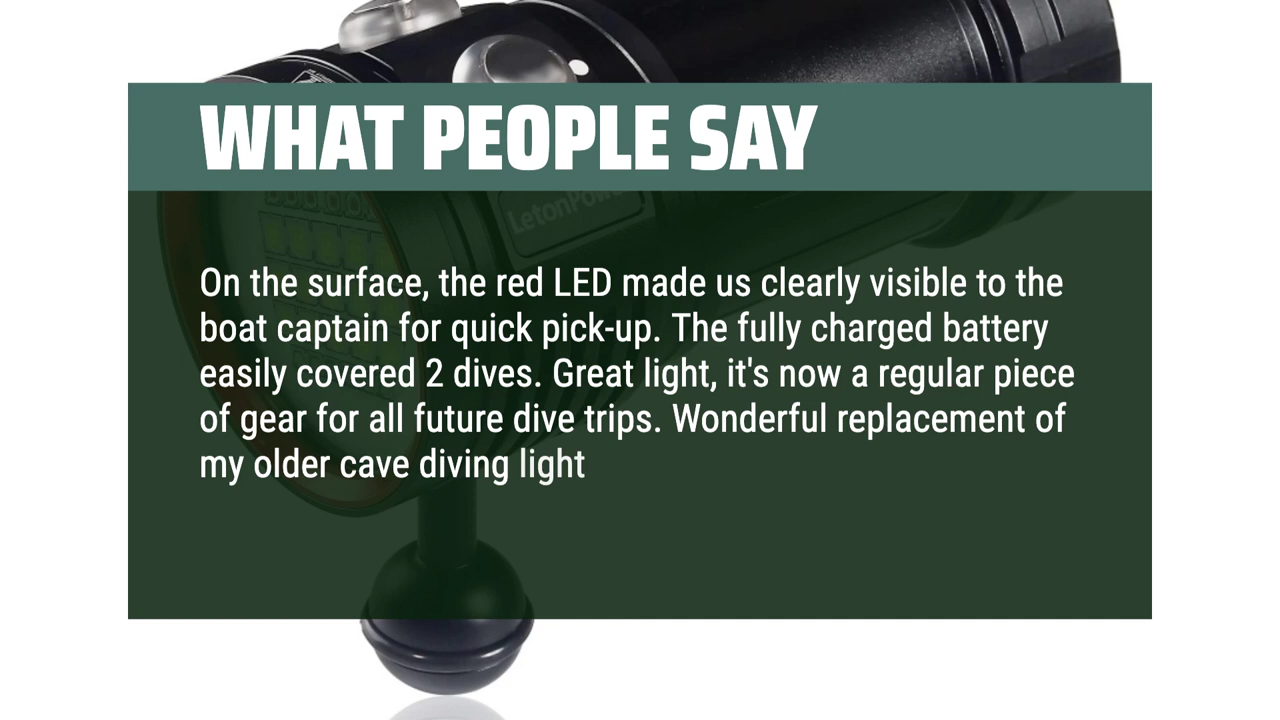 WHAT PEOPLE SAY
LetonPower
On the surface, the red LED made us clearly visible to the
boat captain for quick pick-up. The fully charged battery
easily covered 2 dives. Great light, it's now a regular piece
of gear for all future dive trips. Wonderful replacement of
my older cave diving light